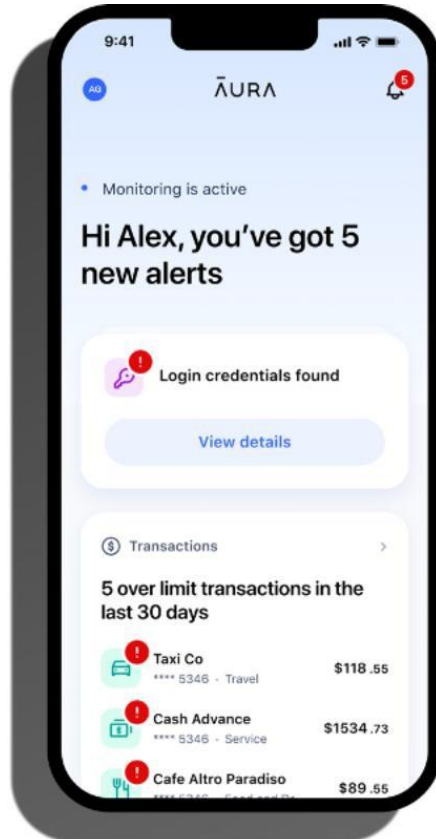 9:41
AG
ĀURA
5
Monitoring is active
Hi Alex, you've got 5
new alerts
Login credentials found
View details
Transactions
5 over limit transactions in the
last 30 days
Taxi Co
$118.55
**** 5346 - Travel
Cash Advance
$1534.73
**** 5346 - Service
Cafe Altro Paradiso
$89.55